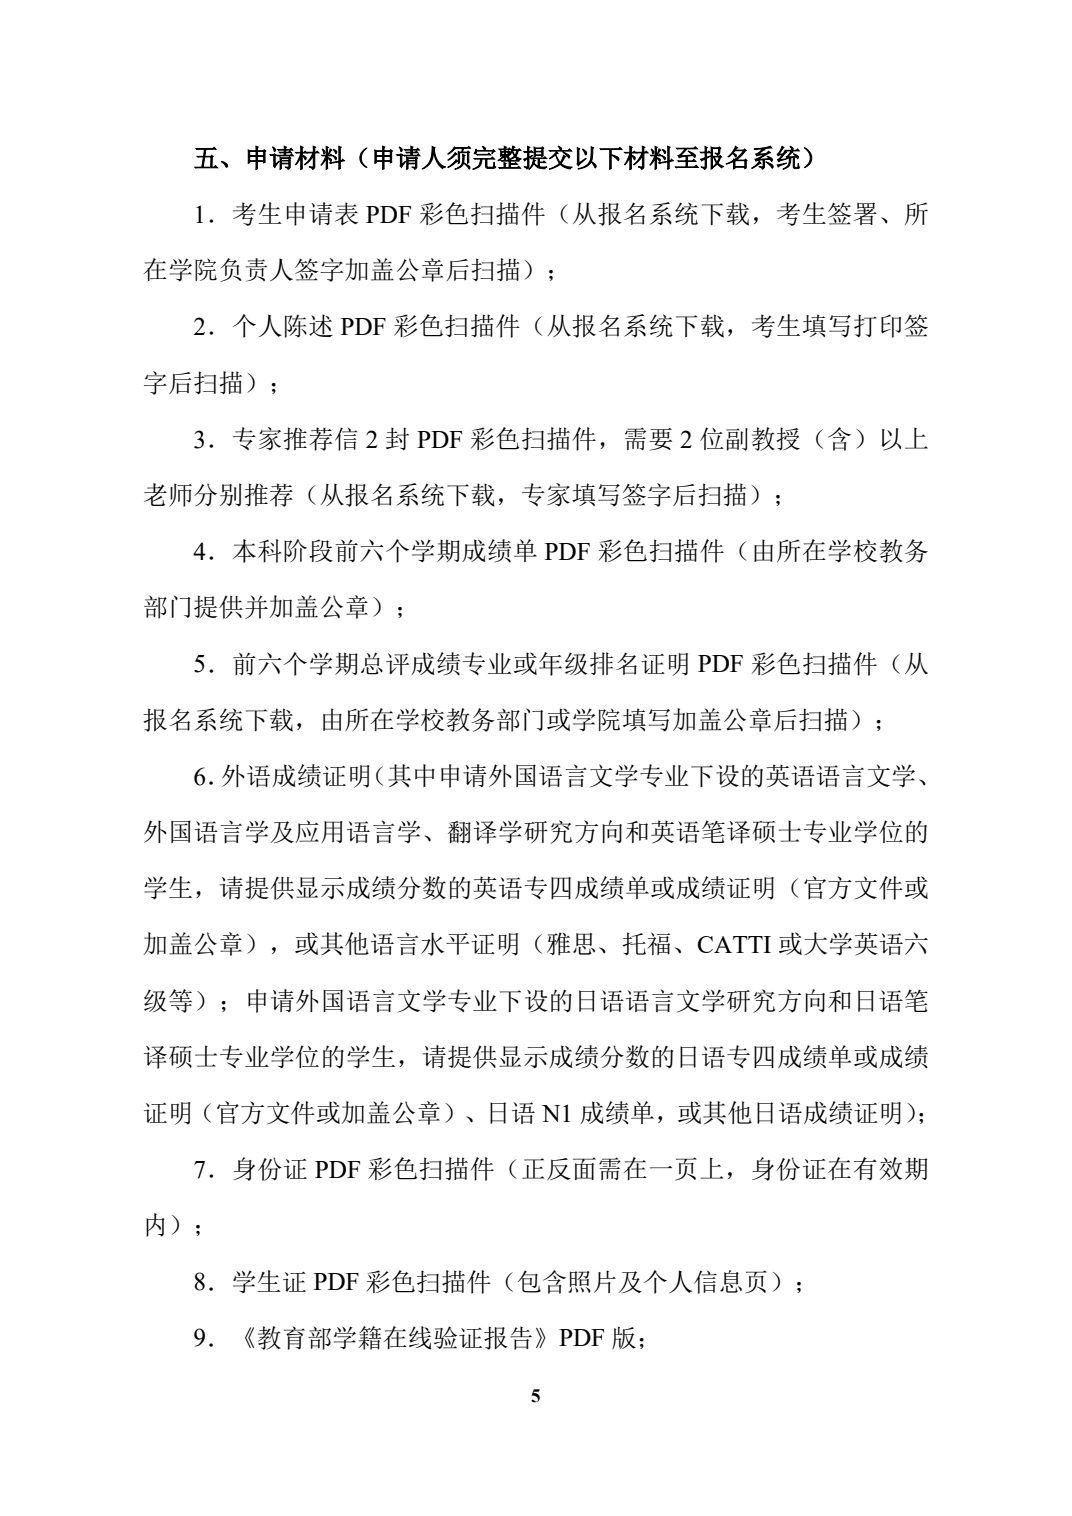 五、申请材料（申请人须完整提交以下材料至报名系统）
1．考生申请表 PDF 彩色扫描件（从报名系统下载，考生签署、所
在学院负责人签字加盖公章后扫描）；
2．个人陈述 PDF 彩色扫描件（从报名系统下载，考生填写打印签
字后扫描）；
3．专家推荐信 2 封 PDF 彩色扫描件，需要 2 位副教授（含）以上
老师分别推荐（从报名系统下载，专家填写签字后扫描）；
4．本科阶段前六个学期成绩单 PDF 彩色扫描件（由所在学校教务
部门提供并加盖公章）；
5．前六个学期总评成绩专业或年级排名证明 PDF 彩色扫描件（从
报名系统下载，由所在学校教务部门或学院填写加盖公章后扫描）；
6．外语成绩证明（其中申请外国语言文学专业下设的英语语言文学、
外国语言学及应用语言学、翻译学研究方向和英语笔译硕士专业学位的
学生，请提供显示成绩分数的英语专四成绩单或成绩证明（官方文件或
加盖公章），或其他语言水平证明（雅思、托福、CATTI 或大学英语六
级等）；申请外国语言文学专业下设的日语语言文学研究方向和日语笔
译硕士专业学位的学生，请提供显示成绩分数的日语专四成绩单或成绩
证明（官方文件或加盖公章）、日语 N1 成绩单，或其他日语成绩证明）；
7．身份证 PDF 彩色扫描件（正反面需在一页上，身份证在有效期
内）；
8．学生证 PDF 彩色扫描件（包含照片及个人信息页）；
9．《教育部学籍在线验证报告》PDF 版；
5